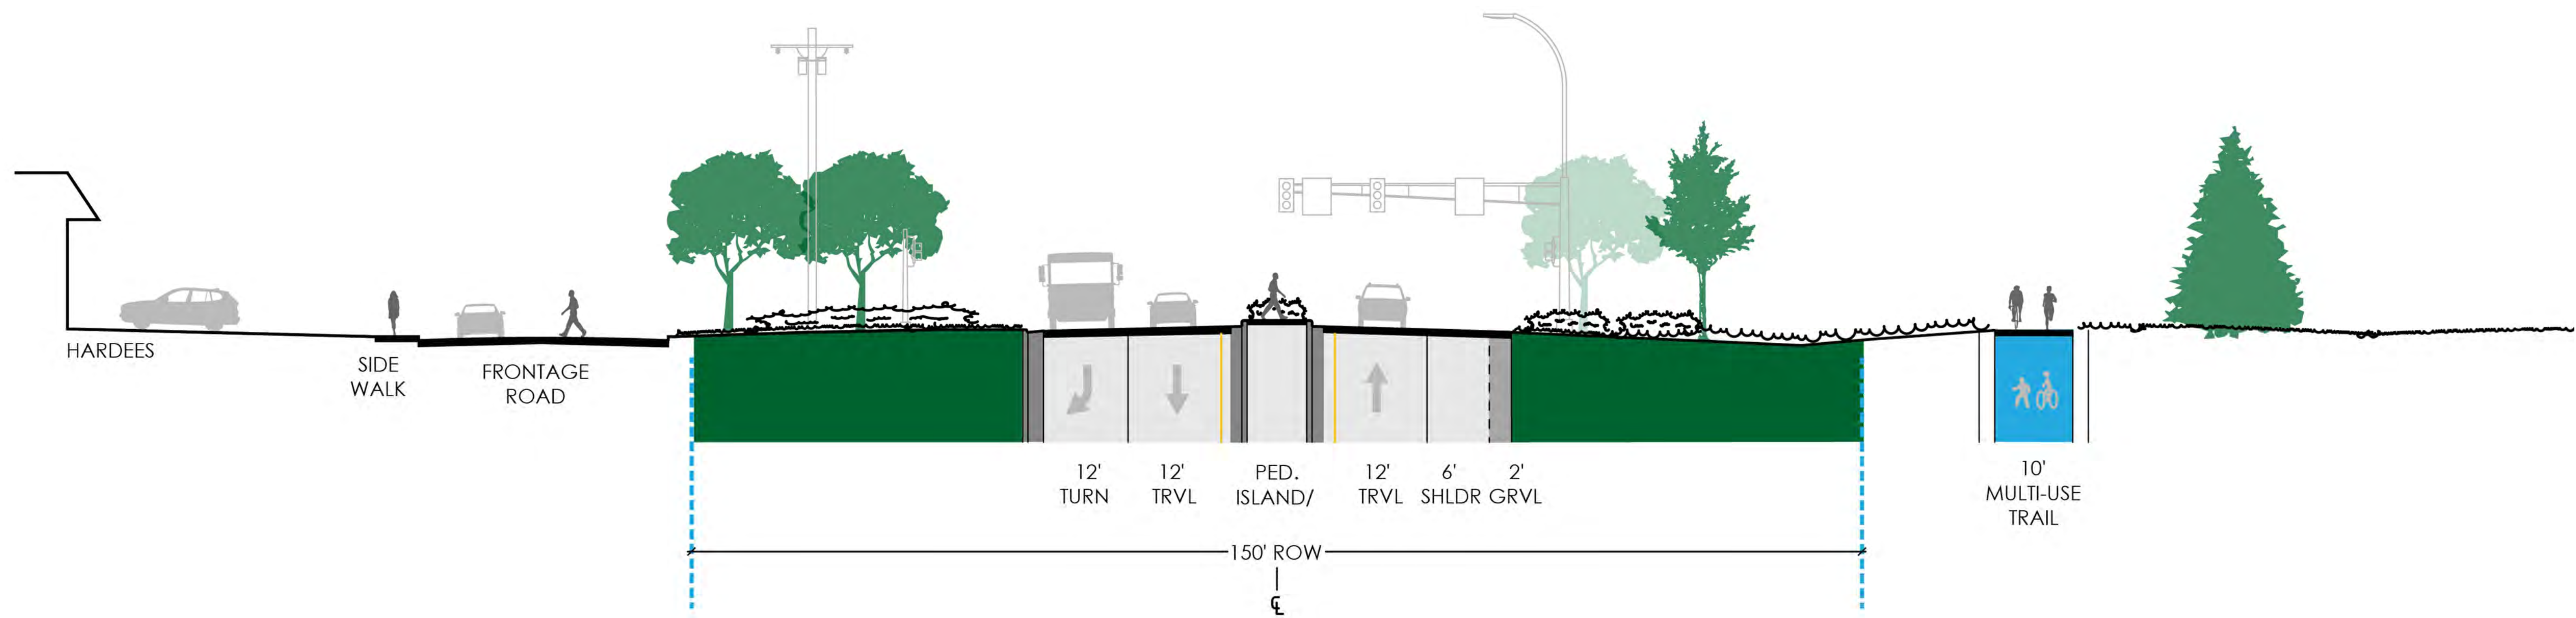 HARDEES
SIDE
WALK
FRONTAGE
ROAD
12'
TURN
12'
TRVL
PED.
ISLAND/
12'
TRVL
6'
SHLDR
2'
GRVL
10'
MULTI-USE
TRAIL
150' ROW
℄